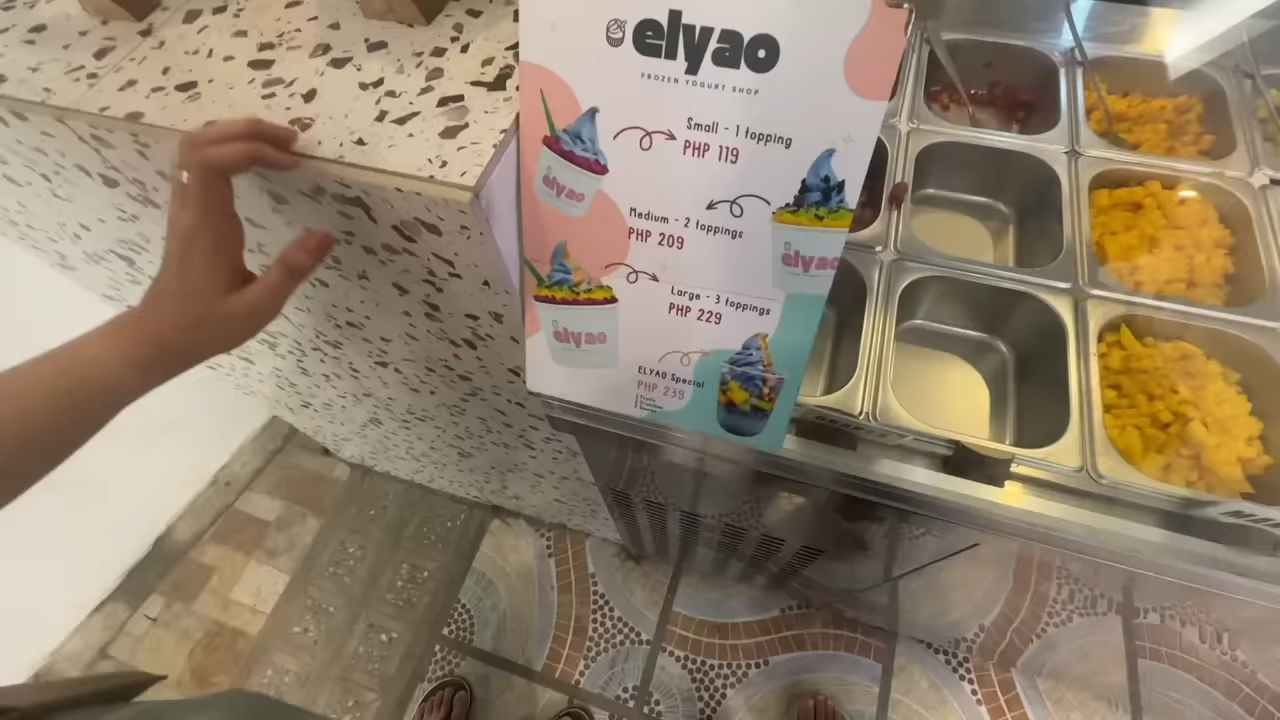 elyao
FROZEN YOGURT SHOP
Small - 1 topping
PHP 119
elyao
Medium - 2 toppings
PHP 209
elyao
Large - 3 toppings
PHP 229
elyao
ELYAO Special
PHP 239